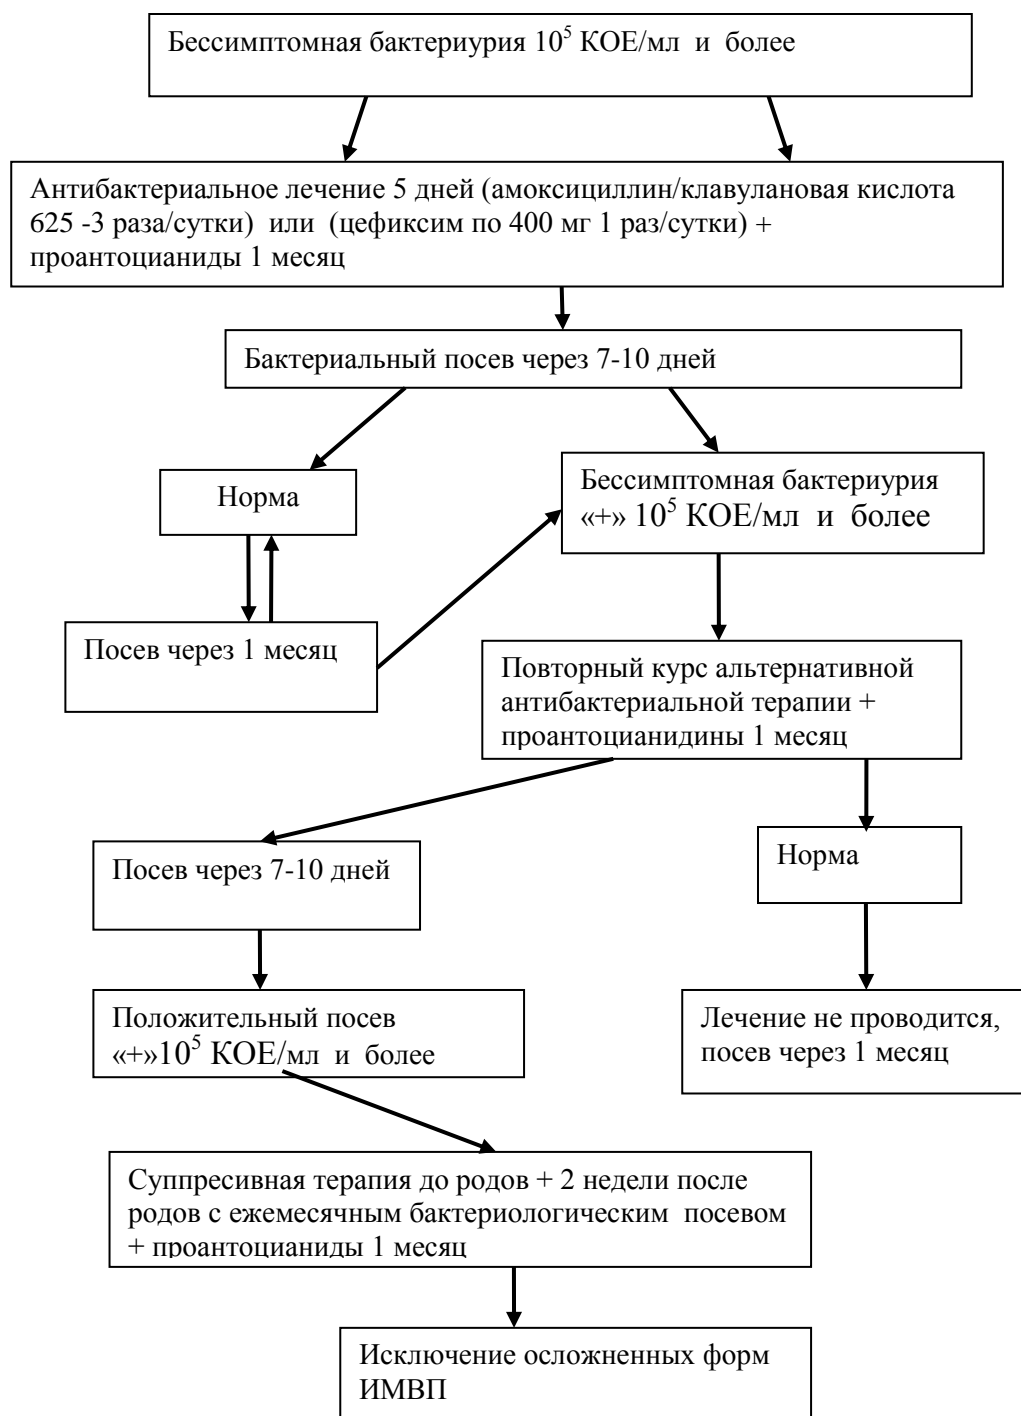 Бессимптомная бактериурия 10⁵ КОЕ/мл и более
Антибактериальное лечение 5 дней (амоксициллин/клавулановая кислота
625 -3 раза/сутки) или (цефиксим по 400 мг 1 раз/сутки) +
проантоцианиды 1 месяц
Бактериальный посев через 7-10 дней
Норма
Бессимптомная бактериурия
«+» 10⁵ КОЕ/мл и более
Посев через 1 месяц
Повторный курс альтернативной
антибактериальной терапии +
проантоцианидины 1 месяц
Посев через 7-10 дней
Норма
Положительный посев
«+»10⁵ КОЕ/мл и более
Лечение не проводится,
посев через 1 месяц
Суппресивная терапия до родов + 2 недели после
родов с ежемесячным бактериологическим посевом
+ проантоцианиды 1 месяц
Исключение осложненных форм
ИМВП